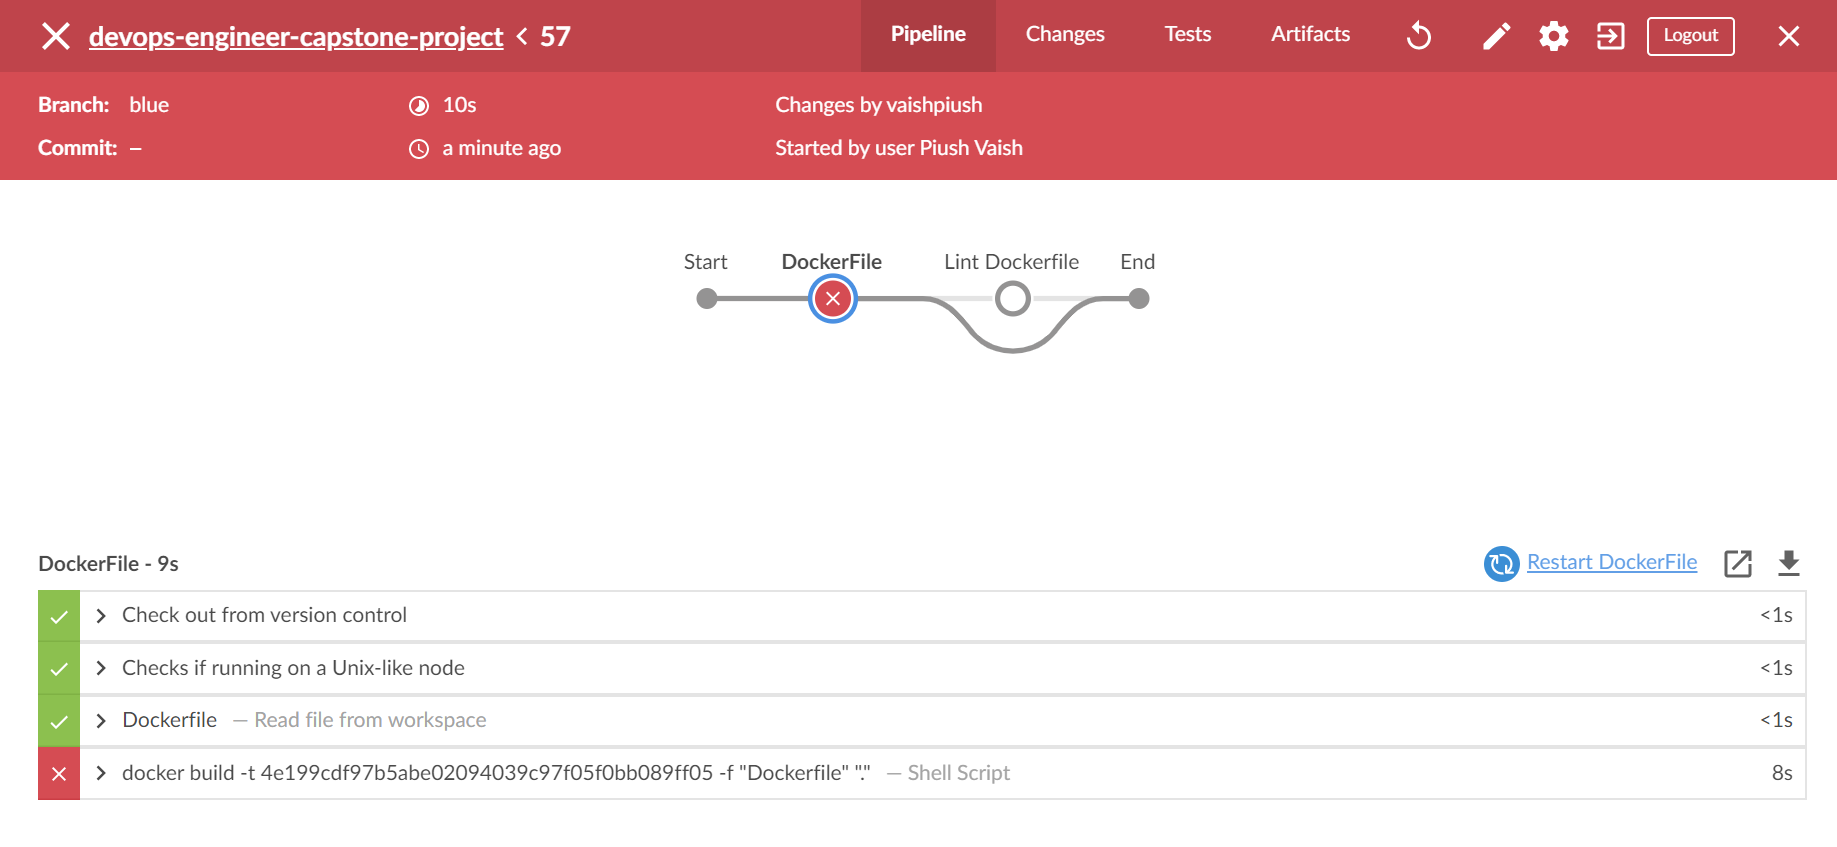 devops-engineer-capstone-project < 57
Pipeline
Changes
Tests
Artifacts
Logout
Branch: blue
10s
Changes by vaishpiush
Commit: –
a minute ago
Started by user Piush Vaish
Start
DockerFile
Lint Dockerfile
End
DockerFile - 9s
Restart DockerFile
Check out from version control <1s
Checks if running on a Unix-like node <1s
Dockerfile — Read file from workspace <1s
docker build -t 4e199cdf97b5abe02094039c97f05f0bb089ff05 -f "Dockerfile" "." — Shell Script 8s